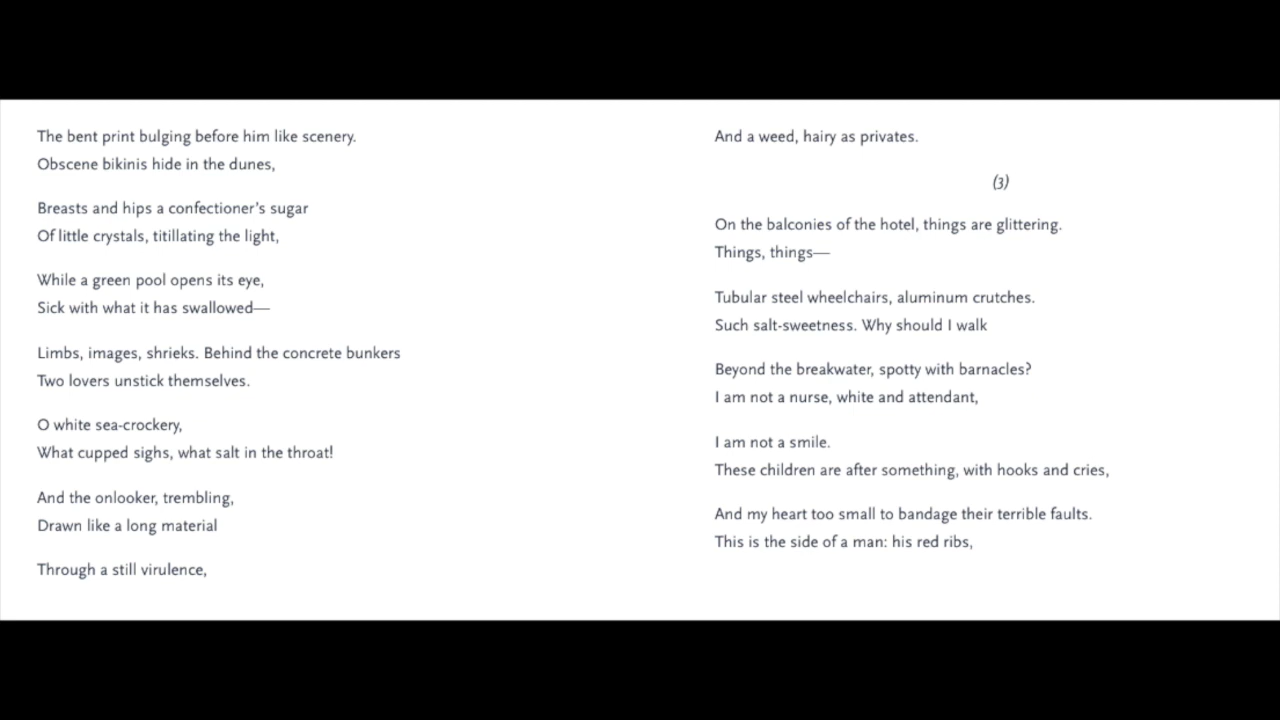 The bent print bulging before him like scenery.
Obscene bikinis hide in the dunes,
Breasts and hips a confectioner's sugar
Of little crystals, titillating the light,
While a green pool opens its eye,
Sick with what it has swallowed—
Limbs, images, shrieks. Behind the concrete bunkers
Two lovers unstick themselves.
O white sea-crockery,
What cupped sighs, what salt in the throat!
And the onlooker, trembling,
Drawn like a long material
Through a still virulence,
And a weed, hairy as privates.
(3)
On the balconies of the hotel, things are glittering.
Things, things—
Tubular steel wheelchairs, aluminum crutches.
Such salt-sweetness. Why should I walk
Beyond the breakwater, spotty with barnacles?
I am not a nurse, white and attendant,
I am not a smile.
These children are after something, with hooks and cries,
And my heart too small to bandage their terrible faults.
This is the side of a man: his red ribs,